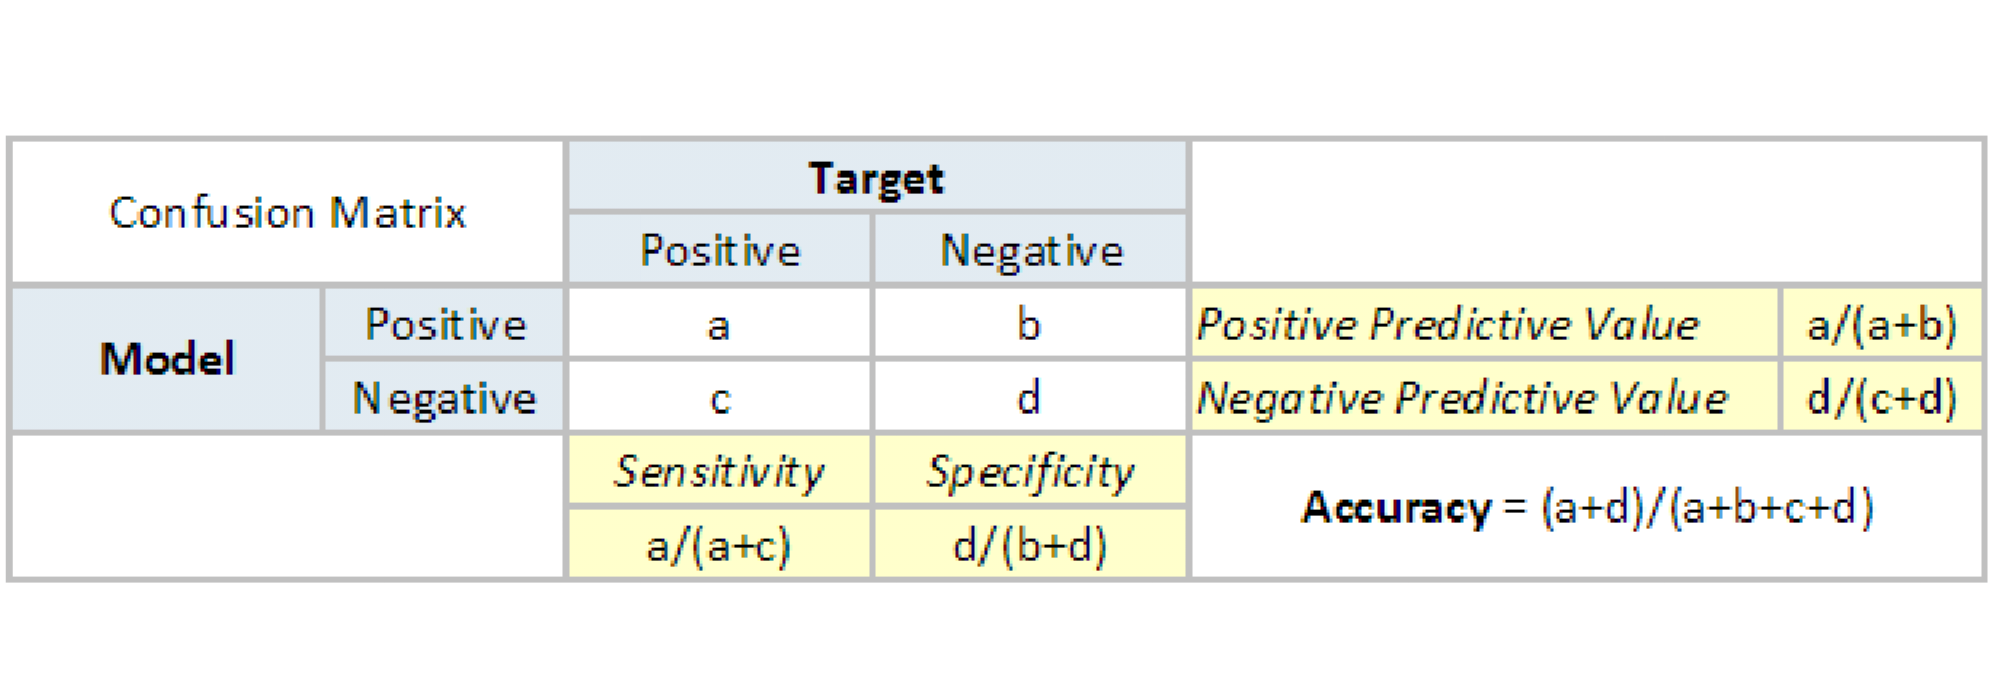 Confusion Matrix
Target
Positive Negative
Model
Positive a b Positive Predictive Value a/(a+b)
Negative c d Negative Predictive Value d/(c+d)
Sensitivity Specificity
a/(a+c) d/(b+d)
Accuracy = (a+d)/(a+b+c+d)